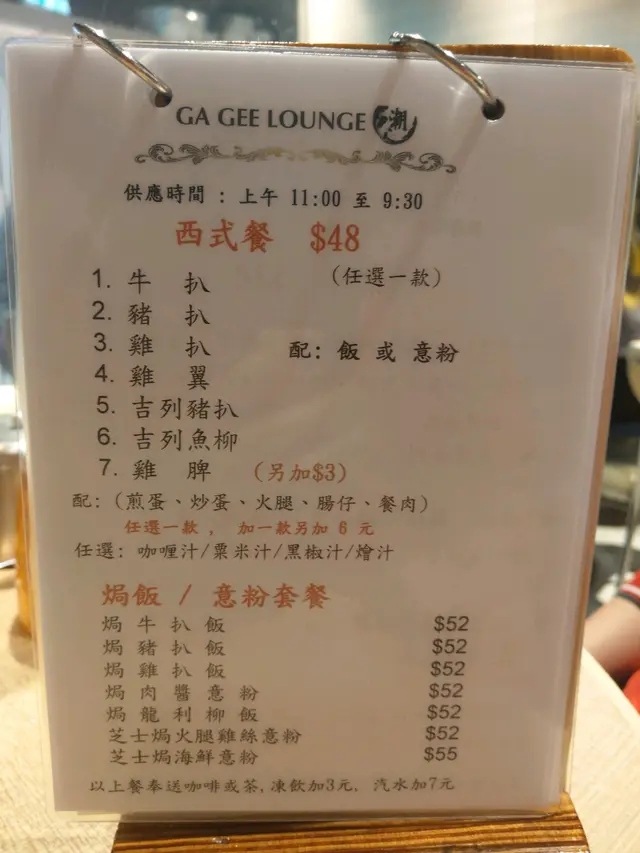 GA GEE LOUNGE 潮
供應時間 : 上午 11:00 至 9:30
西式餐 $48
1. 牛 扒 (任選一款)
2. 豬 扒
3. 雞 扒 配: 飯 或 意粉
4. 雞 翼
5. 吉列豬扒
6. 吉列魚柳
7. 雞 脾 (另加$3)
配:(煎蛋、炒蛋、火腿、腸仔、餐肉)
任選一款 , 加一款另加 6 元
任選: 咖喱汁/粟米汁/黑椒汁/燴汁
焗飯 / 意粉套餐
焗 牛 扒 飯 $52
焗 豬 扒 飯 $52
焗 雞 扒 飯 $52
焗 肉 醬 意 粉 $52
焗 龍 利 柳 飯 $52
芝士焗火腿雞絲意粉 $52
芝士焗海鮮意粉 $55
以上餐奉送咖啡或茶,凍飲加3元, 汽水加7元